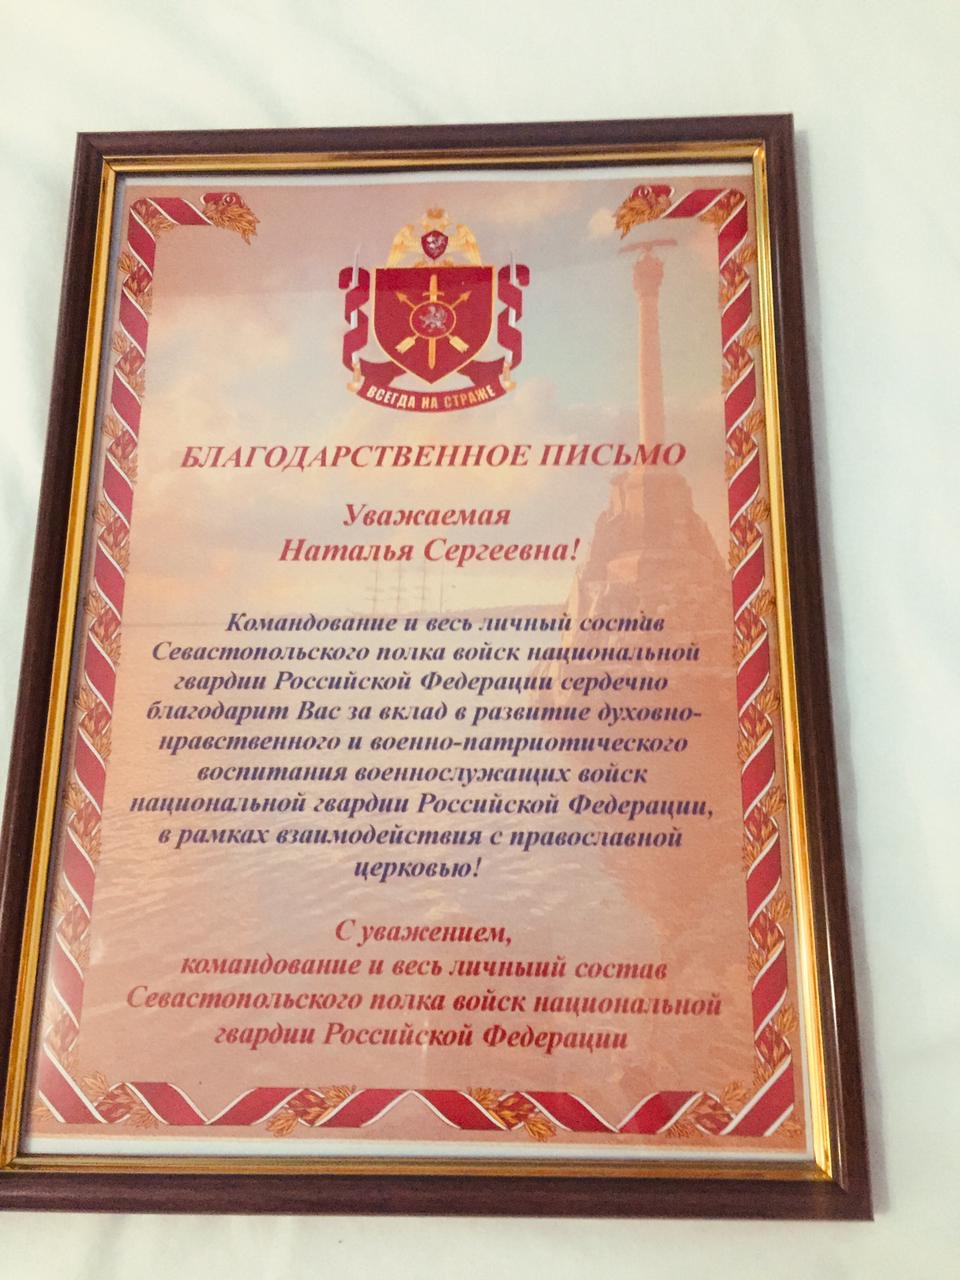 ВСЕГДА НА СТРАЖЕ
БЛАГОДАРСТВЕННОЕ ПИСЬМО
Уважаемая
Наталья Сергеевна!
Командование и весь личный состав
Севастопольского полка войск национальной
гвардии Российской Федерации сердечно
благодарит Вас за вклад в развитие духовно-
нравственного и военно-патриотического
воспитания военнослужащих войск
национальной гвардии Российской Федерации,
в рамках взаимодействия с православной
церковью!
С уважением,
командование и весь личныий состав
Севастопольского полка войск национальной
гвардии Российской Федерации